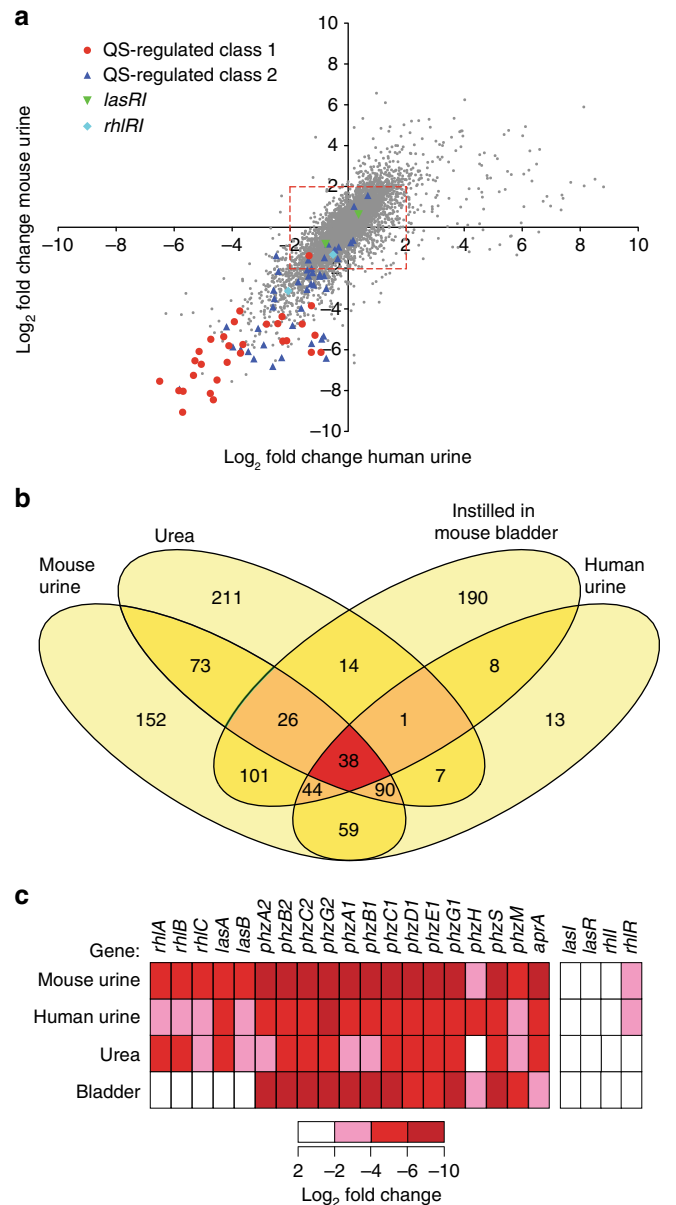 a
QS-regulated class 1
QS-regulated class 2
lasRI
rhlRI
10
8
6
4
2
−2
−4
−6
−8
−10
−10
−8
−6
−4
−2
2
4
6
8
10
Log2 fold change mouse urine
Log2 fold change human urine
b
Mouse
urine
Urea
Instilled in
mouse bladder
Human
urine
211
190
73
14
8
152
26
1
13
38
101
44
90
7
59
c
Gene:
rhlA
rhlB
rhlC
lasA
lasB
phzA2
phzB2
phzC2
phzG2
phzA1
phzB1
phzC1
phzD1
phzE1
phzG1
phzH
phzS
phzM
aprA
lasI
lasR
rhlI
rhlR
Mouse urine
Human urine
Urea
Bladder
2 −2 −4 −6 −10
Log2 fold change